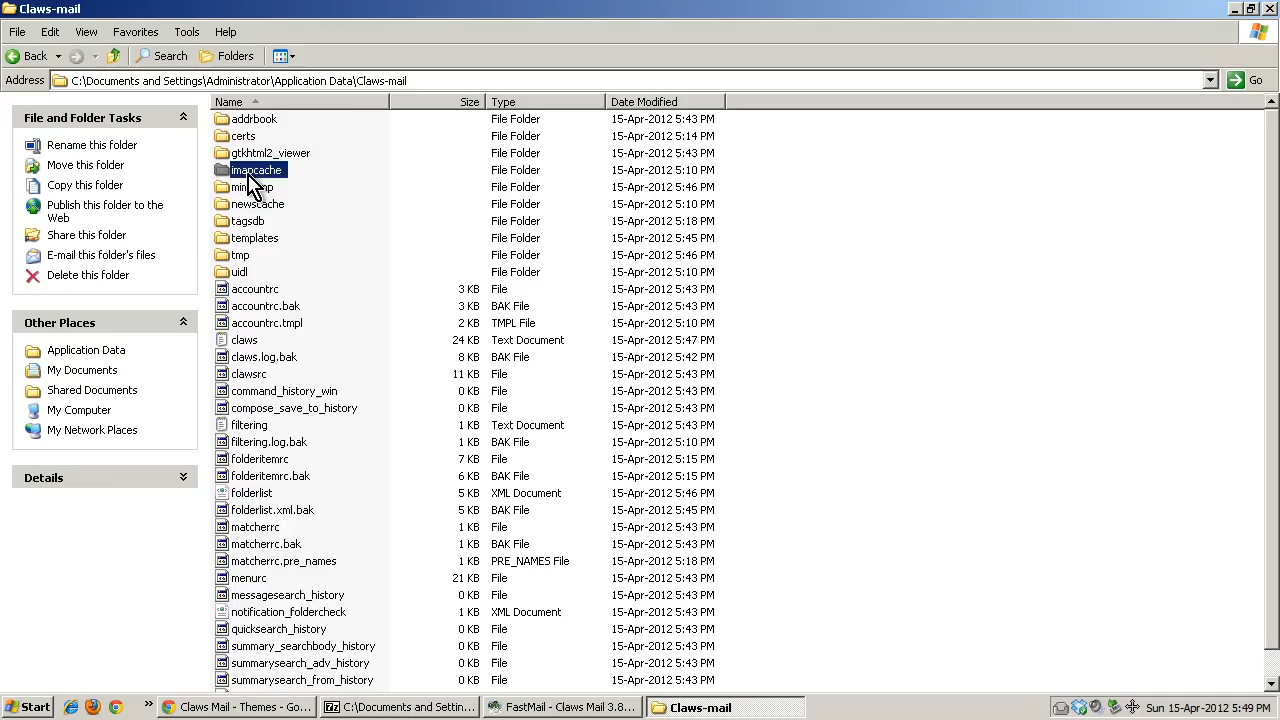 Claws-mail
File Edit View Favorites Tools Help
Back Search Folders
Address C:\Documents and Settings\Administrator\Application Data\Claws-mail Go
File and Folder Tasks
Rename this folder
Move this folder
Copy this folder
Publish this folder to the
Web
Share this folder
E-mail this folder's files
Delete this folder
Other Places
Application Data
My Documents
Shared Documents
My Computer
My Network Places
Details
Name Size Type Date Modified
addrbook File Folder 15-Apr-2012 5:43 PM
certs File Folder 15-Apr-2012 5:14 PM
gtkhtml2_viewer File Folder 15-Apr-2012 5:43 PM
imapcache File Folder 15-Apr-2012 5:10 PM
File Folder 15-Apr-2012 5:46 PM
newscache File Folder 15-Apr-2012 5:10 PM
tagsdb File Folder 15-Apr-2012 5:18 PM
templates File Folder 15-Apr-2012 5:45 PM
tmp File Folder 15-Apr-2012 5:46 PM
uidl File Folder 15-Apr-2012 5:10 PM
accountrc 3 KB File 15-Apr-2012 5:43 PM
accountrc.bak 3 KB BAK File 15-Apr-2012 5:43 PM
accountrc.tmpl 2 KB TMPL File 15-Apr-2012 5:10 PM
claws 24 KB Text Document 15-Apr-2012 5:47 PM
claws.log.bak 8 KB BAK File 15-Apr-2012 5:42 PM
clawsrc 11 KB File 15-Apr-2012 5:43 PM
command_history_win 0 KB File 15-Apr-2012 5:43 PM
compose_save_to_history 0 KB File 15-Apr-2012 5:43 PM
filtering 1 KB Text Document 15-Apr-2012 5:43 PM
filtering.log.bak 1 KB BAK File 15-Apr-2012 5:10 PM
folderitemrc 7 KB File 15-Apr-2012 5:15 PM
folderitemrc.bak 6 KB BAK File 15-Apr-2012 5:15 PM
folderlist 5 KB XML Document 15-Apr-2012 5:46 PM
folderlist.xml.bak 5 KB BAK File 15-Apr-2012 5:45 PM
matcherrc 1 KB File 15-Apr-2012 5:43 PM
matcherrc.bak 1 KB BAK File 15-Apr-2012 5:43 PM
matcherrc.pre_names 1 KB PRE_NAMES File 15-Apr-2012 5:18 PM
menurc 21 KB File 15-Apr-2012 5:43 PM
messagesearch_history 0 KB File 15-Apr-2012 5:43 PM
notification_foldercheck 1 KB XML Document 15-Apr-2012 5:43 PM
quicksearch_history 0 KB File 15-Apr-2012 5:43 PM
summary_searchbody_history 0 KB File 15-Apr-2012 5:43 PM
summarysearch_adv_history 0 KB File 15-Apr-2012 5:43 PM
summarysearch_from_history 0 KB File 15-Apr-2012 5:43 PM
Start » Claws Mail - Themes - Go... C:\Documents and Settin... FastMail - Claws Mail 3.8... Claws-mail Sun 15-Apr-2012 5:49 PM